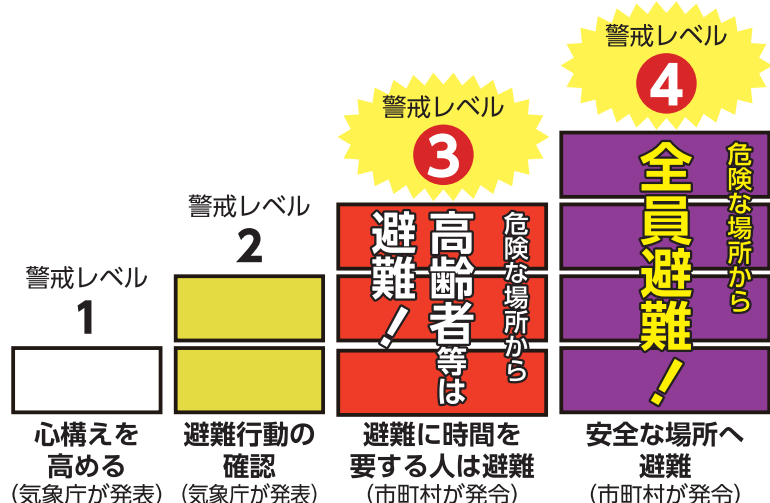 警戒レベル
1
心構えを
高める
(気象庁が発表)
警戒レベル
2
避難行動の
確認
(気象庁が発表)
警戒レベル
3
危険な場所から
高齢者等は
避難!
避難に時間を
要する人は避難
(市町村が発令)
警戒レベル
4
危険な場所から
全員避難!
安全な場所へ
避難
(市町村が発令)